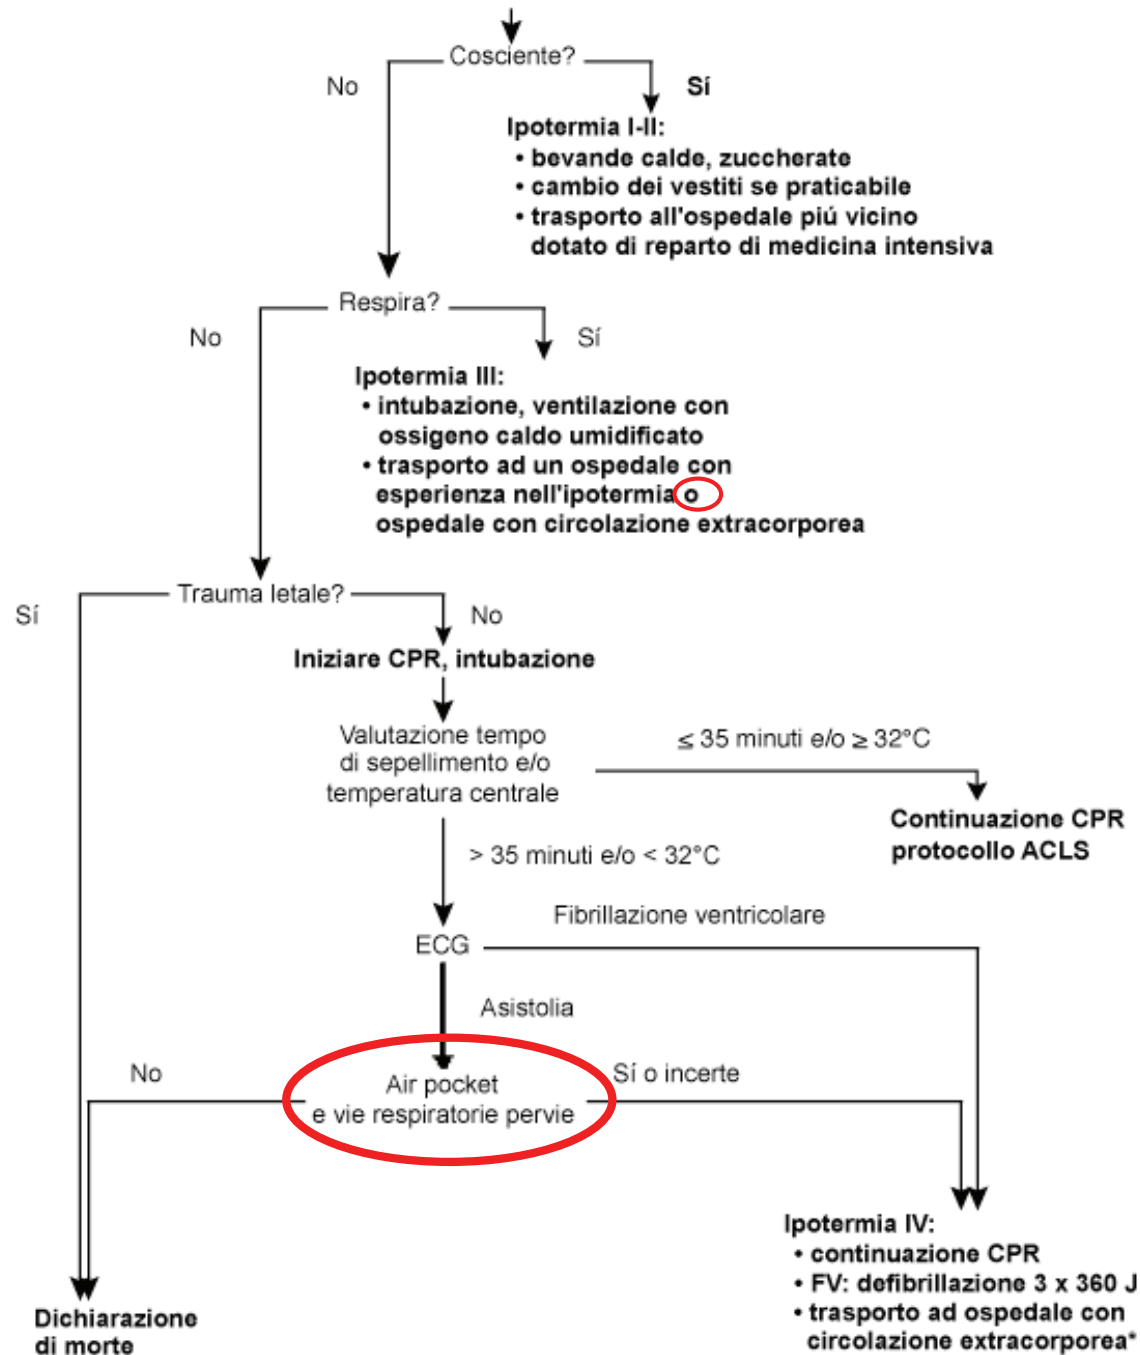 Cosciente?
No
Sí
Ipotermia I-II:
• bevande calde, zuccherate
• cambio dei vestiti se praticabile
• trasporto all'ospedale piú vicino
dotato di reparto di medicina intensiva
Respira?
No
Sí
Ipotermia III:
• intubazione, ventilazione con
ossigeno caldo umidificato
• trasporto ad un ospedale con
esperienza nell'ipotermia o
ospedale con circolazione extracorporea
Trauma letale?
Sí
No
Iniziare CPR, intubazione
Valutazione tempo
di sepellimento e/o
temperatura centrale
≤ 35 minuti e/o ≥ 32°C
Continuazione CPR
protocollo ACLS
> 35 minuti e/o < 32°C
Fibrillazione ventricolare
ECG
Asistolia
No
Air pocket
e vie respiratorie pervie
Sí o incerte
Ipotermia IV:
• continuazione CPR
• FV: defibrillazione 3 x 360 J
• trasporto ad ospedale con
circolazione extracorporea*
Dichiarazione
di morte